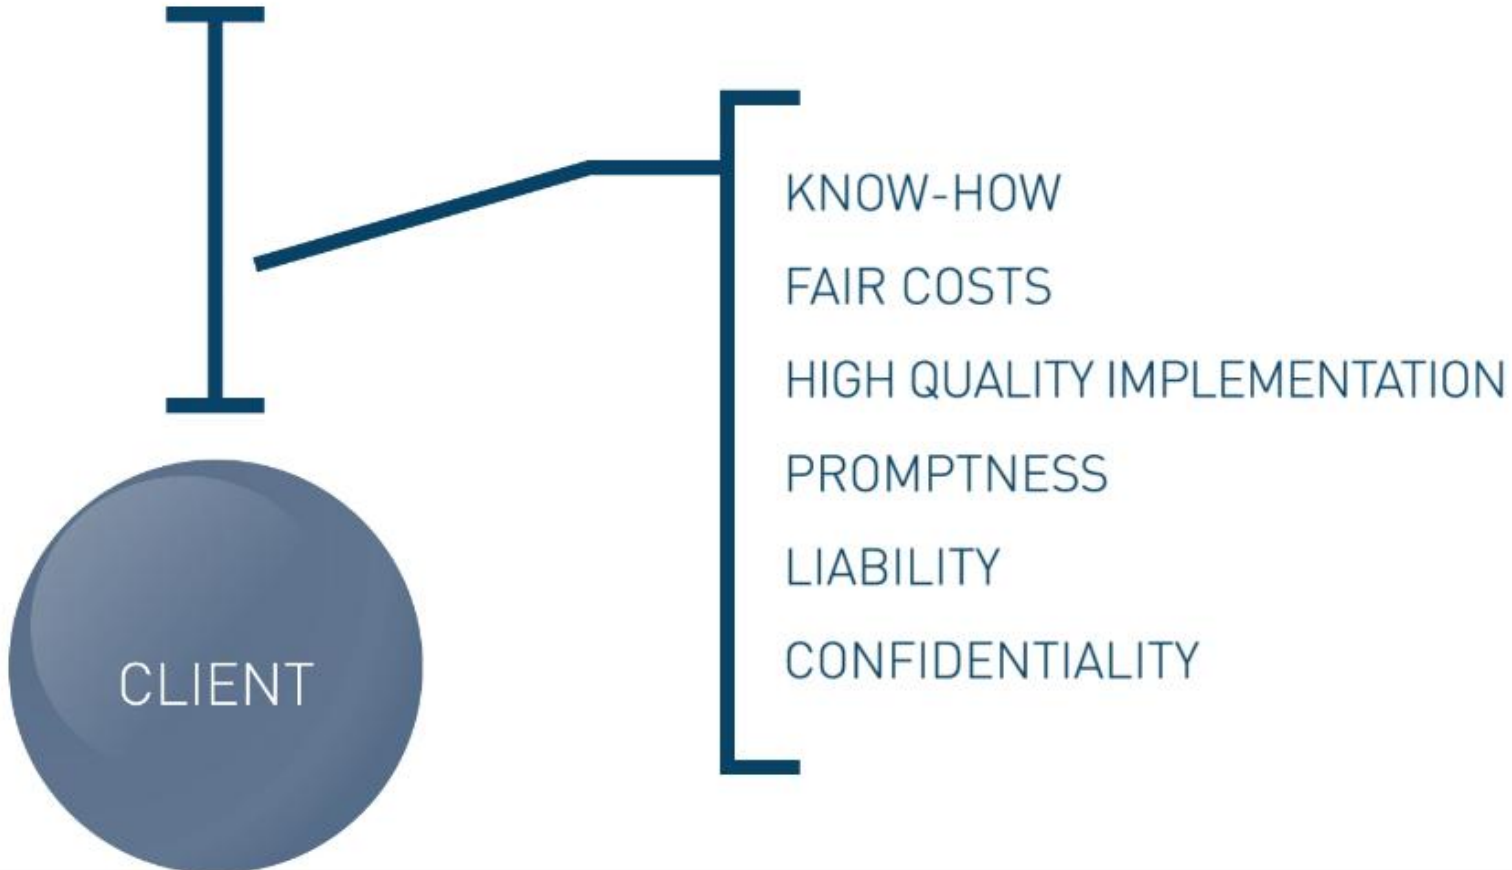 KNOW-HOW
FAIR COSTS
HIGH QUALITY IMPLEMENTATION
PROMPTNESS
LIABILITY
CONFIDENTIALITY
CLIENT